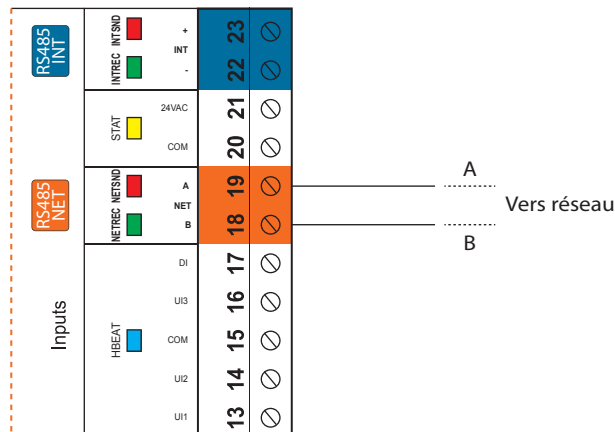 RS485 INT
INTREC INTSND
+
INT
-
23
22
STAT
24VAC
COM
21
20
RS485 NET
NETREC NETSND
A
NET
B
19
18
A
B
Vers réseau
Inputs
HBEAT
DI
UI3
COM
UI2
UI1
17
16
15
14
13